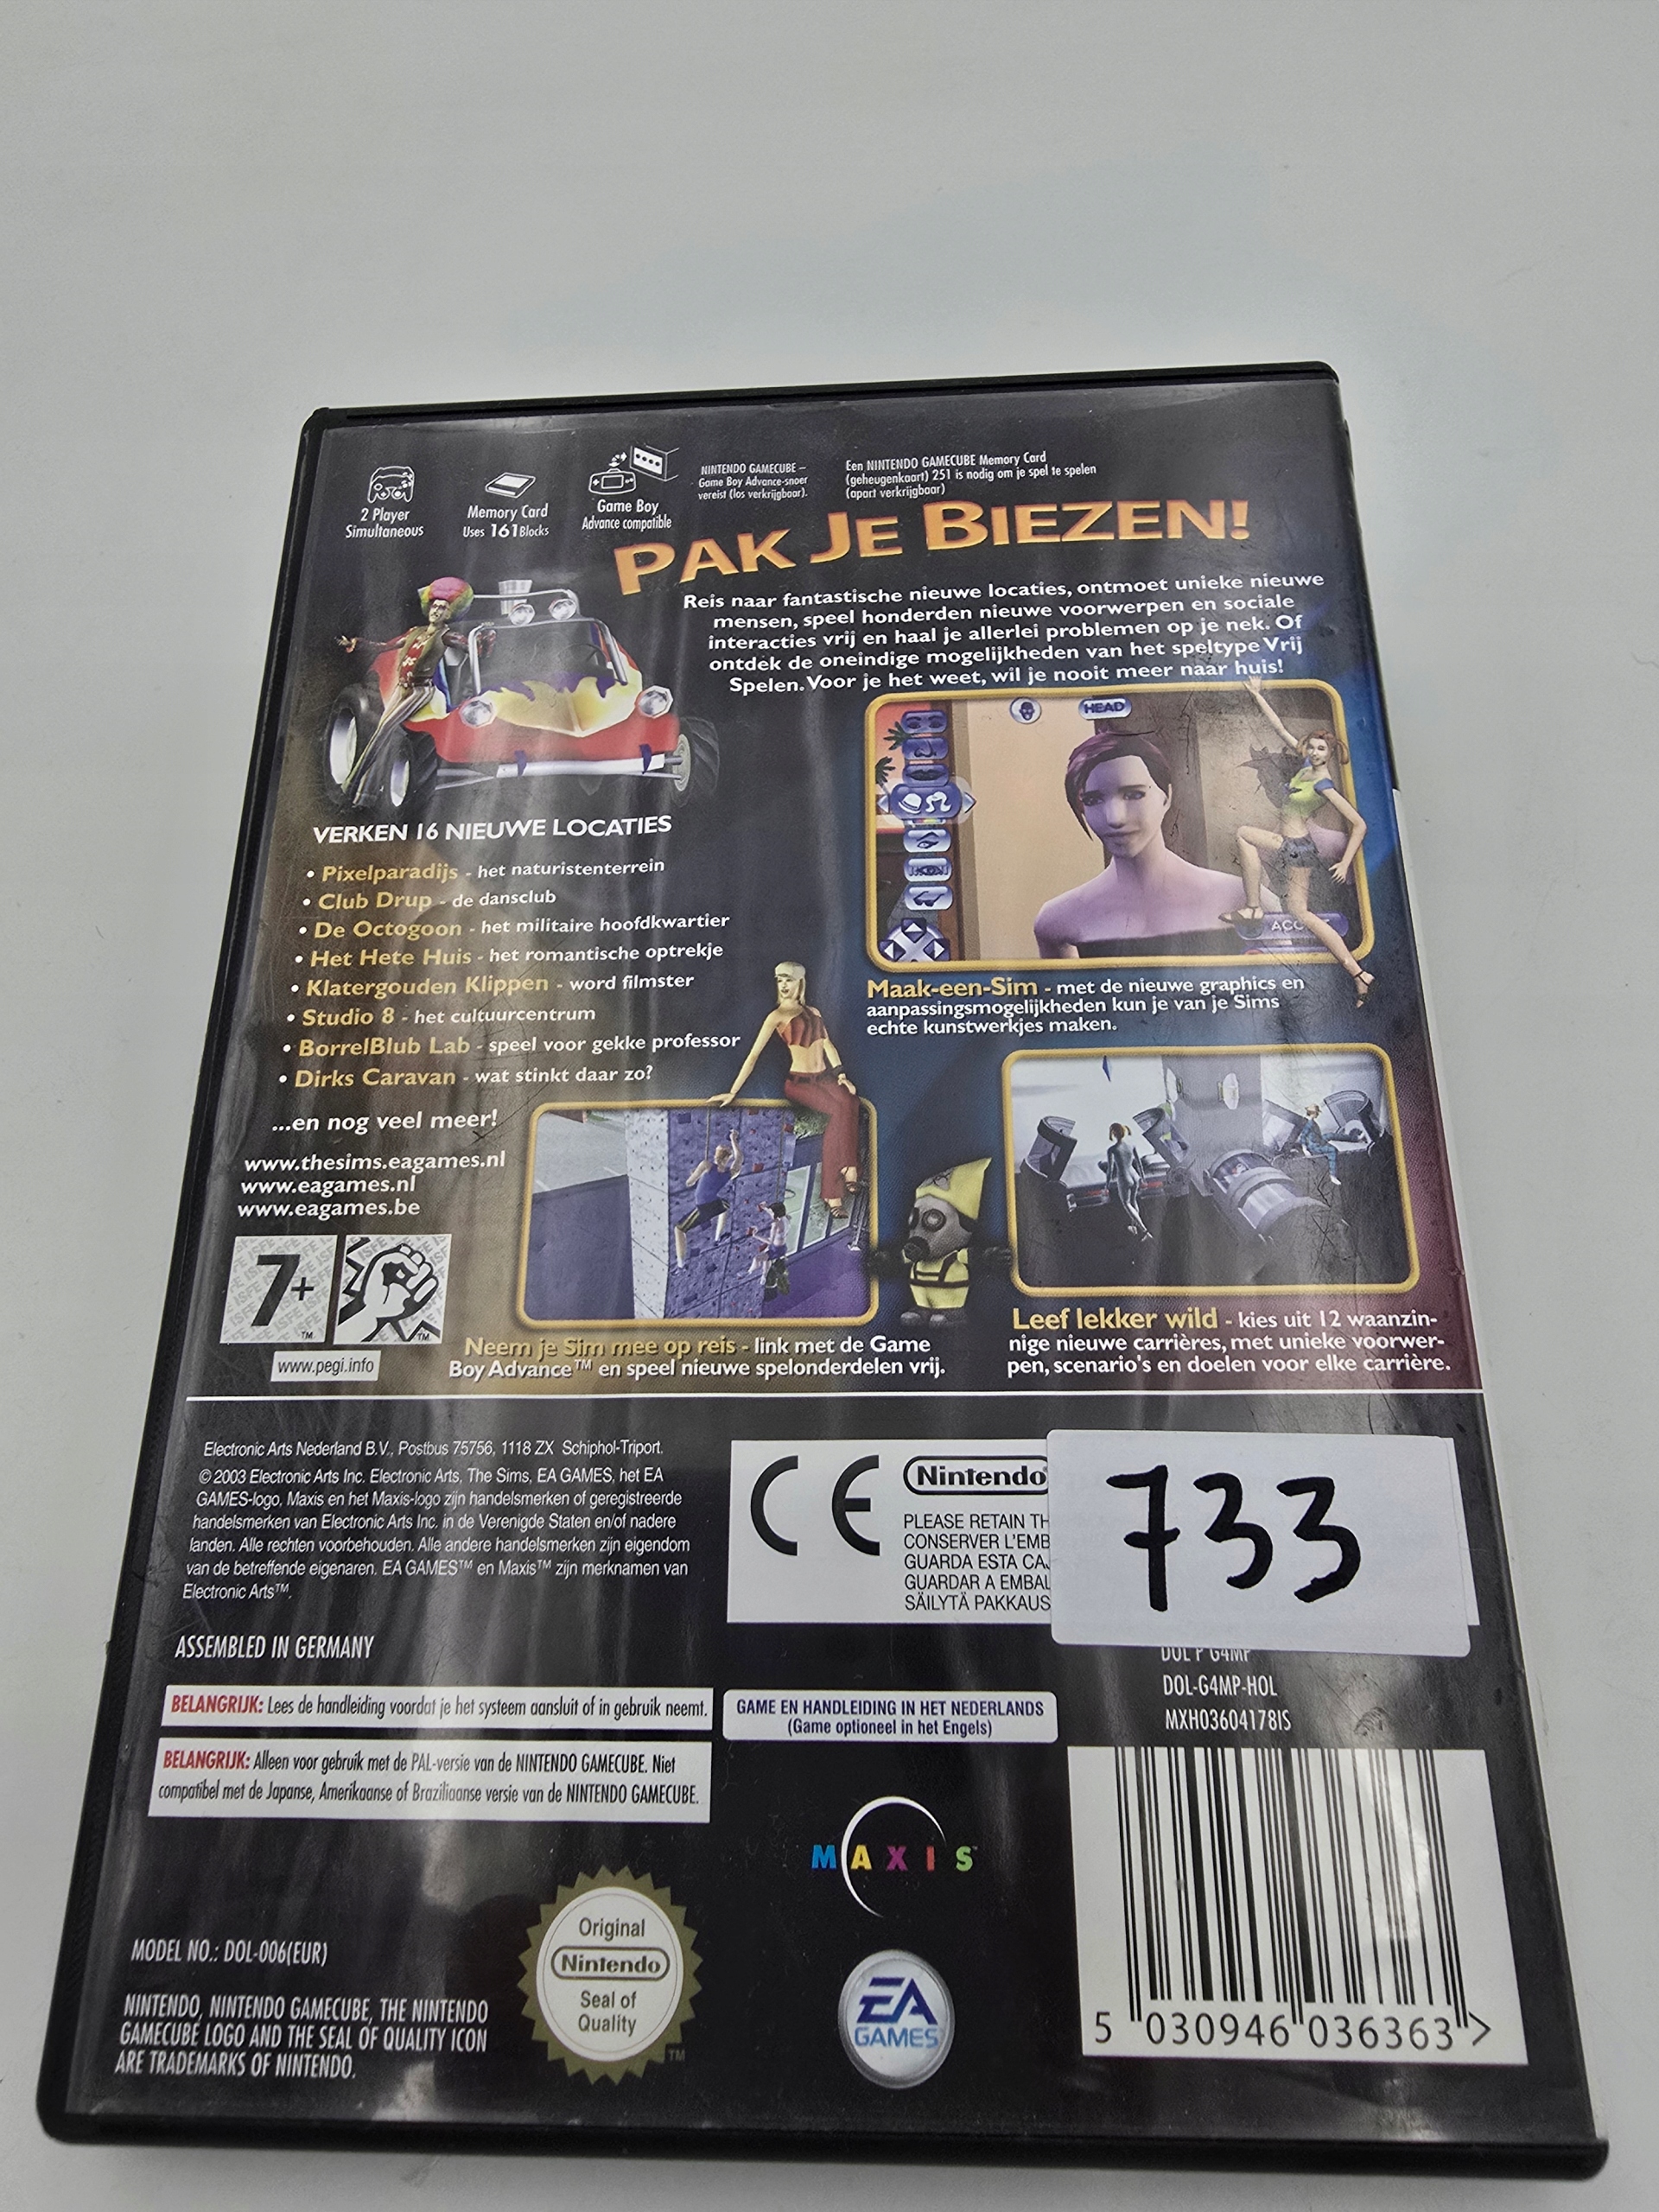 2 Player
Simultaneous
Memory Card
Uses 161 Blocks
Game Boy
Advance compatible
NINTENDO GAMECUBE –
Game Boy Advance-snoer
vereist (los verkrijgbaar).
Een NINTENDO GAMECUBE Memory Card
(geheugenkaart) 251 is nodig om je spel te spelen
(apart verkrijgbaar)
PAK JE BIEZEN!
Reis naar fantastische nieuwe locaties, ontmoet unieke nieuwe
mensen, speel honderden nieuwe voorwerpen en sociale
interacties vrij en haal je allerlei problemen op je nek. Of
ontdek de oneindige mogelijkheden van het speltype Vrij
Spelen. Voor je het weet, wil je nooit meer naar huis!
HEAD
ACC
VERKEN 16 NIEUWE LOCATIES
• Pixelparadijs - het naturistenterrein
• Club Drup - de dansclub
• De Octogoon - het militaire hoofdkwartier
• Het Hete Huis - het romantische optrekje
• Klatergouden Klippen - word filmster
• Studio 8 - het cultuurcentrum
• BorrelBlub Lab - speel voor gekke professor
• Dirks Caravan - wat stinkt daar zo?
...en nog veel meer!
Maak-een-Sim - met de nieuwe graphics en
aanpassingsmogelijkheden kun je van je Sims
echte kunstwerkjes maken.
www.thesims.eagames.nl
www.eagames.nl
www.eagames.be
7+
www.pegi.info
Neem je Sim mee op reis - link met de Game
Boy Advance™ en speel nieuwe spelonderdelen vrij.
Leef lekker wild - kies uit 12 waanzin-
nige nieuwe carrières, met unieke voorwer-
pen, scenario's en doelen voor elke carrière.
Electronic Arts Nederland B.V., Postbus 75756, 1118 ZX Schiphol-Triport.
© 2003 Electronic Arts Inc. Electronic Arts, The Sims, EA GAMES, het EA
GAMES-logo, Maxis en het Maxis-logo zijn handelsmerken of geregistreerde
handelsmerken van Electronic Arts Inc. in de Verenigde Staten en/of nadere
landen. Alle rechten voorbehouden. Alle andere handelsmerken zijn eigendom
van de betreffende eigenaren. EA GAMES™ en Maxis™ zijn merknamen van
Electronic Arts™.
CE
Nintendo
PLEASE RETAIN TH
CONSERVER L'EMB
GUARDA ESTA CA
GUARDAR A EMBAL
SÄILYTÄ PAKKAUS
733
ASSEMBLED IN GERMANY
DOL P G4MP
DOL-G4MP-HOL
MXH03604178IS
BELANGRIJK: Lees de handleiding voordat je het systeem aansluit of in gebruik neemt.
GAME EN HANDLEIDING IN HET NEDERLANDS
(Game optioneel in het Engels)
BELANGRIJK: Alleen voor gebruik met de PAL-versie van de NINTENDO GAMECUBE. Niet
compatibel met de Japanse, Amerikaanse of Braziliaanse versie van de NINTENDO GAMECUBE.
MAXIS
MODEL NO.: DOL-006(EUR)
NINTENDO, NINTENDO GAMECUBE, THE NINTENDO
GAMECUBE LOGO AND THE SEAL OF QUALITY ICON
ARE TRADEMARKS OF NINTENDO.
Original
Nintendo
Seal of
Quality
TM
EA
GAMES
5 030946 036363 >